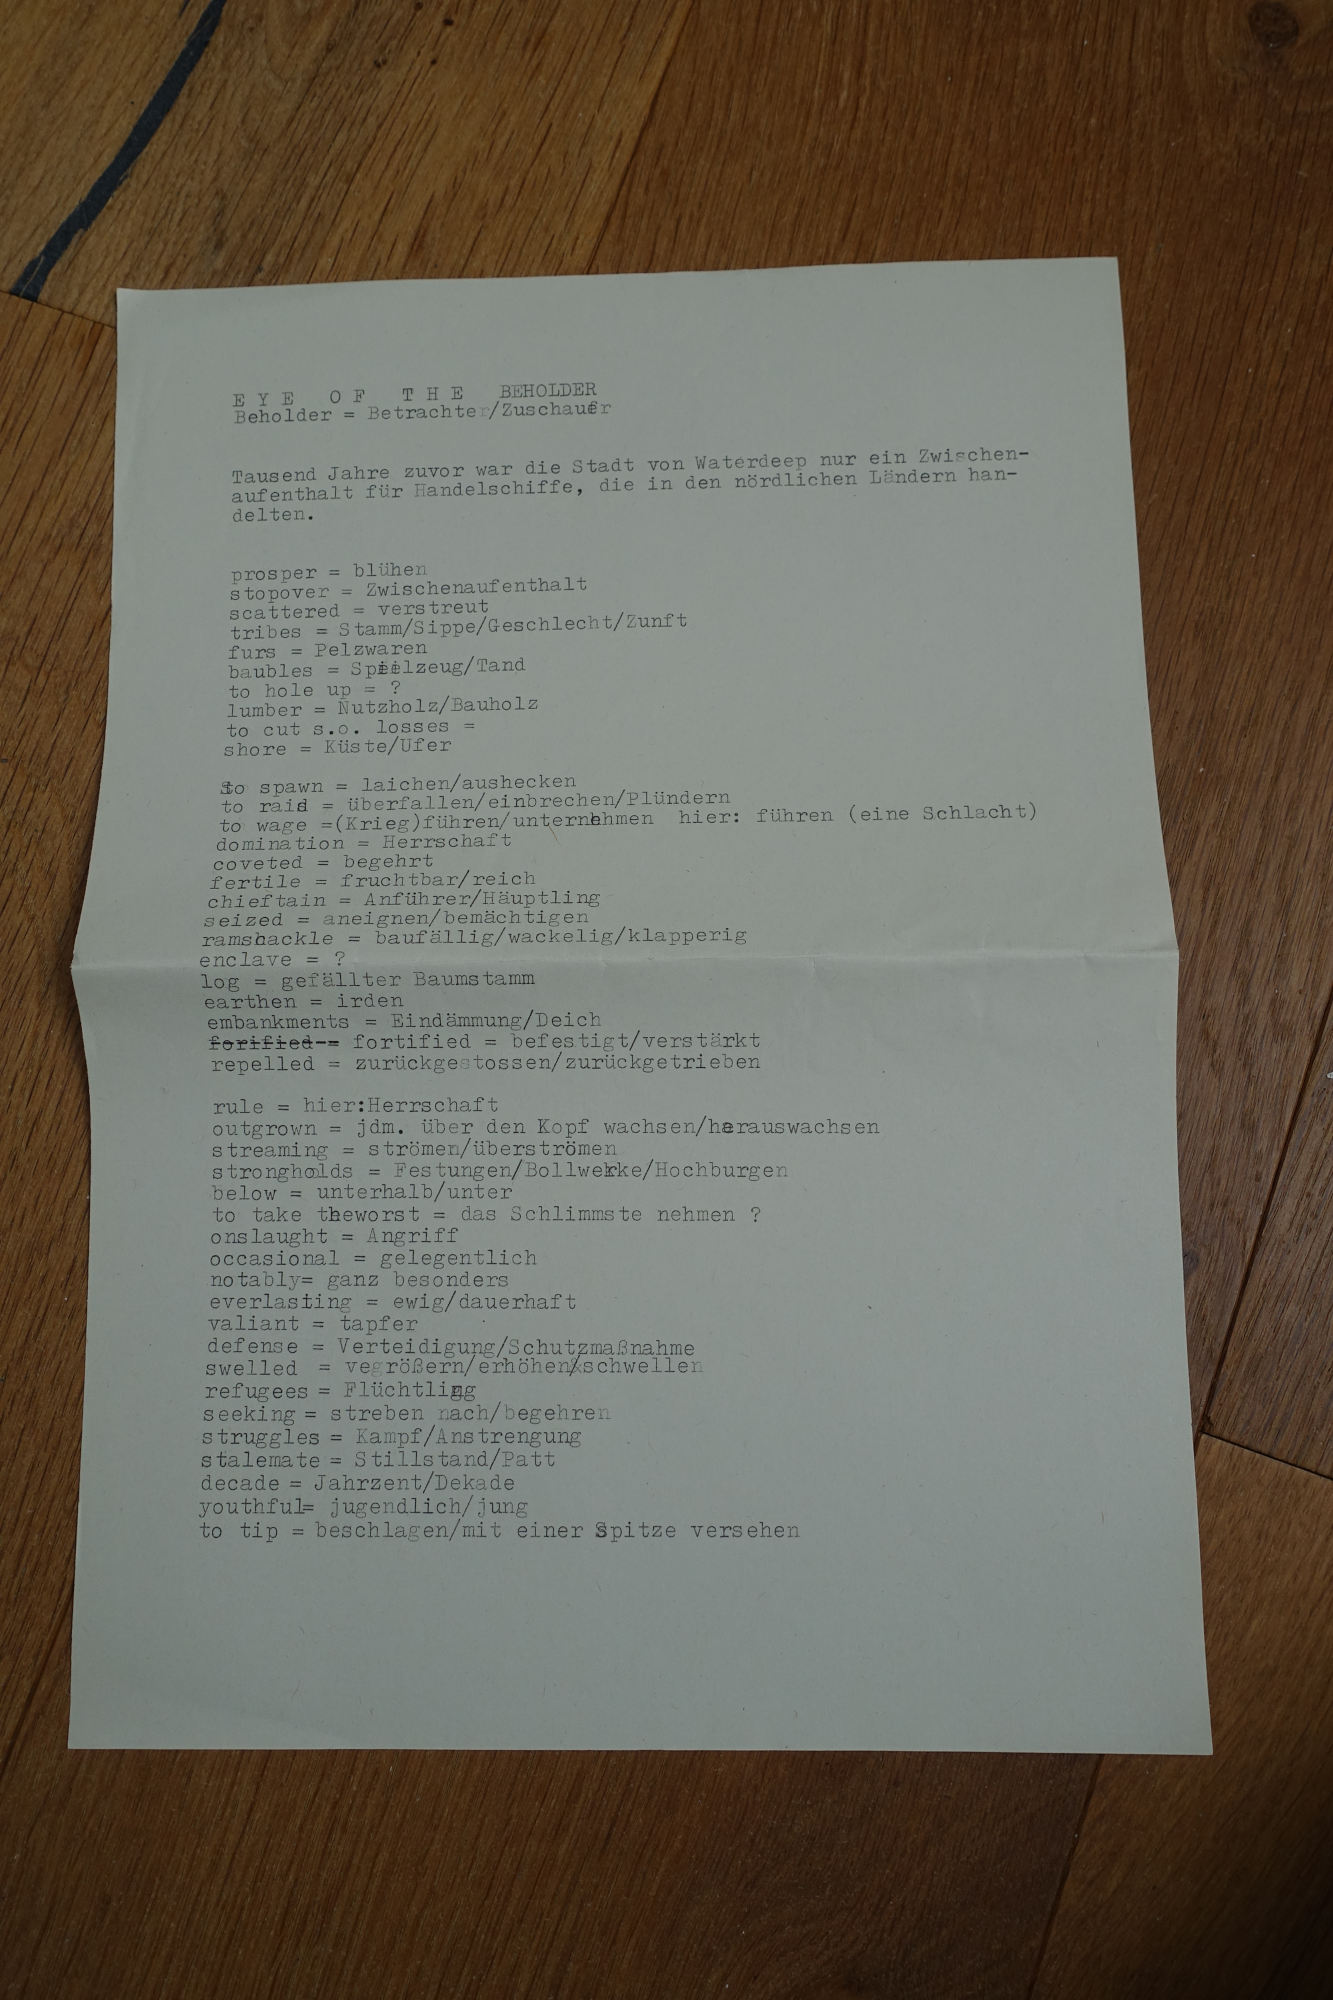 E Y E   O F   T H E   BEHOLDER
Beholder = Betrachter/Zuschauer
Tausend Jahre zuvor war die Stadt von Waterdeep nur ein Zwischen-
aufenthalt für Handelschiffe, die in den nördlichen Ländern han-
delten.
prosper = blühen
stopover = Zwischenaufenthalt
scattered = verstreut
tribes = Stamm/Sippe/Geschlecht/Zunft
furs = Pelzwaren
baubles = Spielzeug/Tand
to hole up = ?
lumber = Nutzholz/Bauholz
to cut s.o. losses =
shore = Küste/Ufer
to spawn = laichen/aushecken
to raid = überfallen/einbrechen/Plündern
to wage =(Krieg)führen/unternehmen  hier: führen (eine Schlacht)
domination = Herrschaft
coveted = begehrt
fertile = fruchtbar/reich
chieftain = Anführer/Häuptling
seized = aneignen/bemächtigen
ramshackle = baufällig/wackelig/klapperig
enclave = ?
log = gefällter Baumstamm
earthen = irden
embankments = Eindämmung/Deich
forified = fortified = befestigt/verstärkt
repelled = zurückgestossen/zurückgetrieben
rule = hier:Herrschaft
outgrown = jdm. über den Kopf wachsen/herauswachsen
streaming = strömen/überströmen
strongholds = Festungen/Bollwerke/Hochburgen
below = unterhalb/unter
to take theworst = das Schlimmste nehmen ?
onslaught = Angriff
occasional = gelegentlich
notably= ganz besonders
everlasting = ewig/dauerhaft
valiant = tapfer
defense = Verteidigung/Schutzmaßnahme
swelled  = vegrößern/erhöhen/schwellen
refugees = Flüchtling
seeking = streben nach/begehren
struggles = Kampf/Anstrengung
stalemate = Stillstand/Patt
decade = Jahrzent/Dekade
youthful= jugendlich/jung
to tip = beschlagen/mit einer Spitze versehen